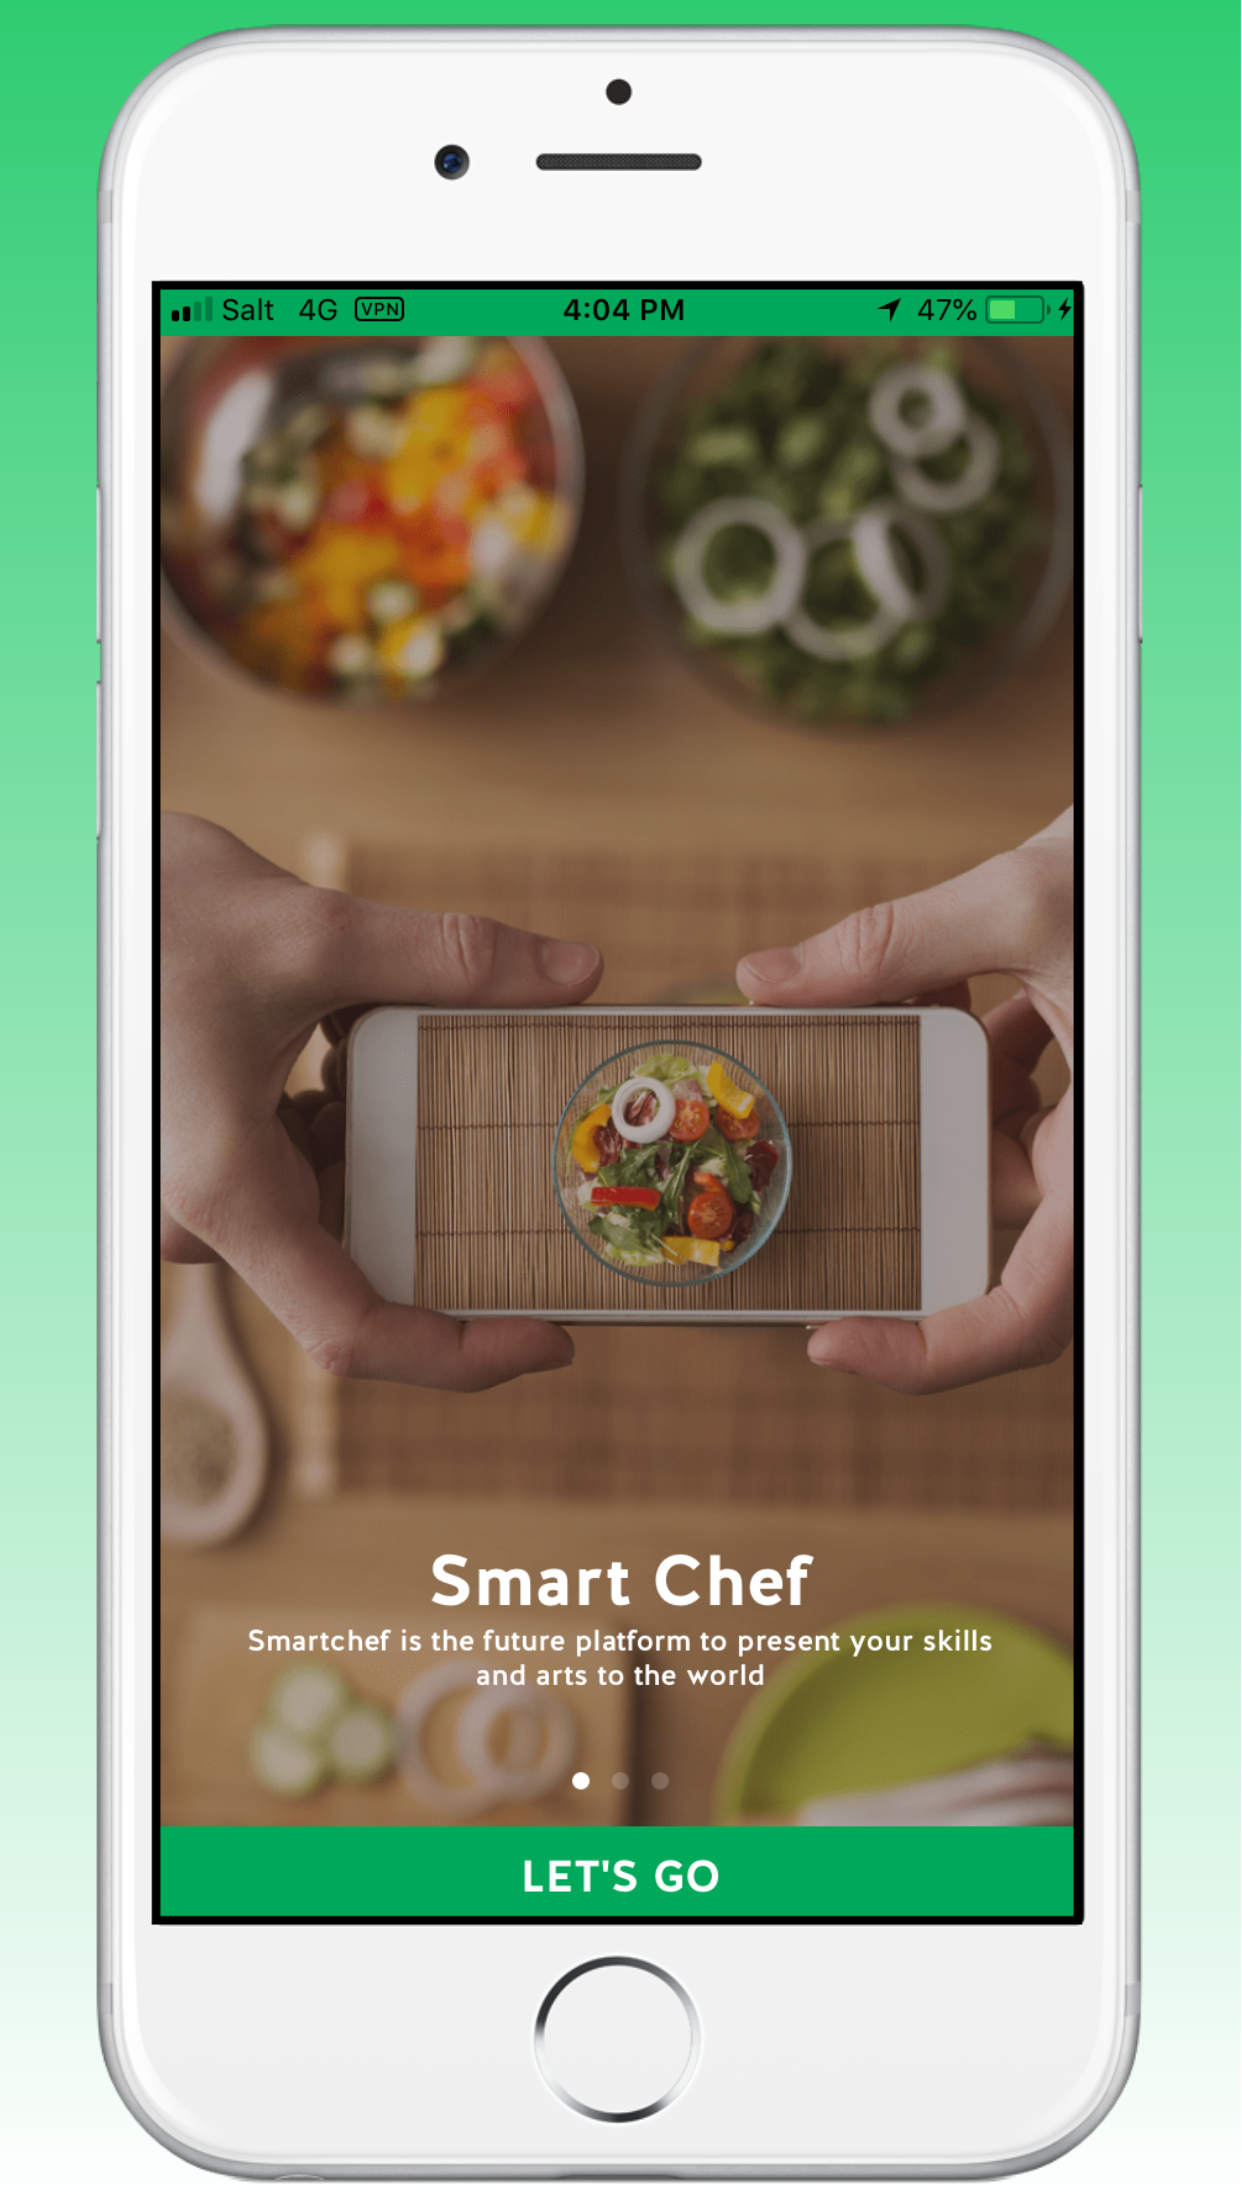 Salt 4G VPN 4:04 PM 47%
Smart Chef
Smartchef is the future platform to present your skills
and arts to the world
LET'S GO